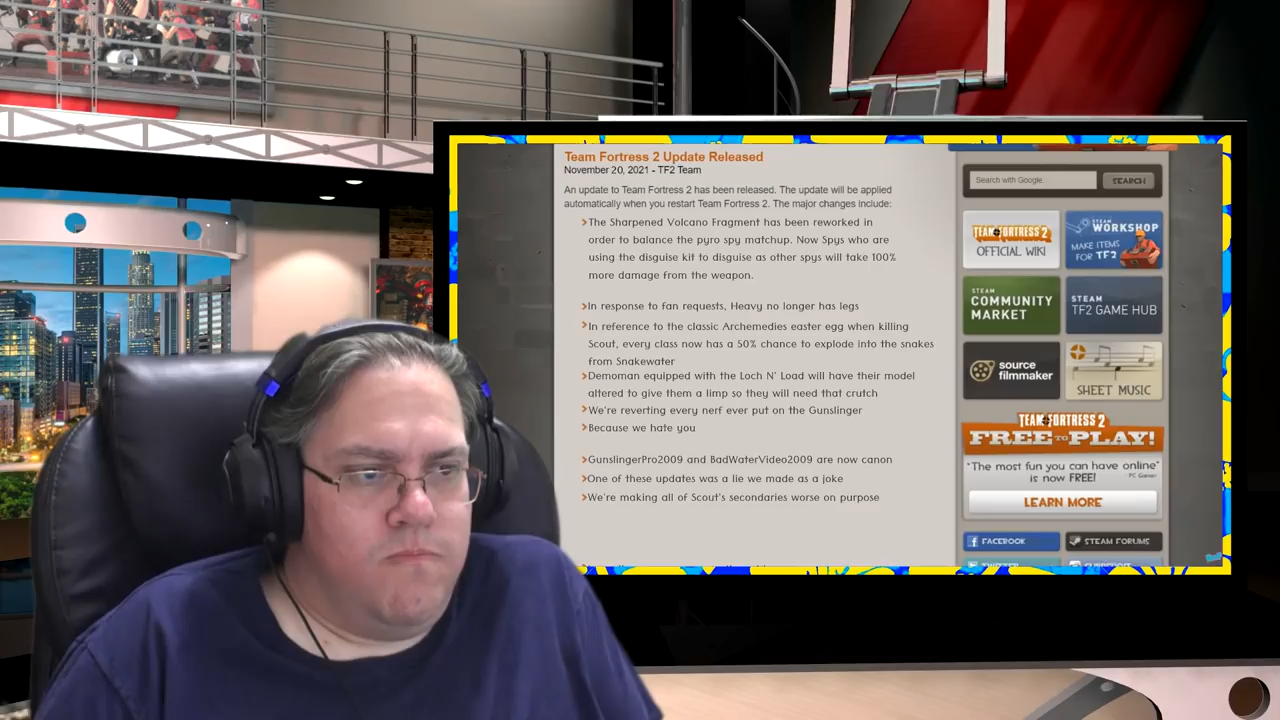 Team Fortress 2 Update Released
November 20, 2021 - TF2 Team
An update to Team Fortress 2 has been released. The update will be applied
automatically when you restart Team Fortress 2. The major changes include:
The Sharpened Volcano Fragment has been reworked in
order to balance the pyro spy matchup. Now Spys who are
using the disguise kit to disguise as other spys will take 100%
more damage from the weapon.
In response to fan requests, Heavy no longer has legs
In reference to the classic Archemedies easter egg when killing
Scout, every class now has a 50% chance to explode into the snakes
from Snakewater
Demoman equipped with the Loch N' Load will have their model
altered to give them a limp so they will need that crutch
We're reverting every nerf ever put on the Gunslinger
Because we hate you
GunslingerPro2009 and BadWaterVideo2009 are now canon
One of these updates was a lie we made as a joke
We're making all of Scout's secondaries worse on purpose
Search with Google.
SEARCH
TEAM FORTRESS 2
OFFICIAL WIKI
STEAM
WORKSHOP
MAKE ITEMS
FOR TF2
STEAM
COMMUNITY
MARKET
STEAM
TF2 GAME HUB
source
filmmaker
SHEET MUSIC
TEAM FORTRESS 2
FREE TO PLAY!
"The most fun you can have online"
- PC Gamer
is now FREE!
LEARN MORE
FACEBOOK
STEAM FORUMS